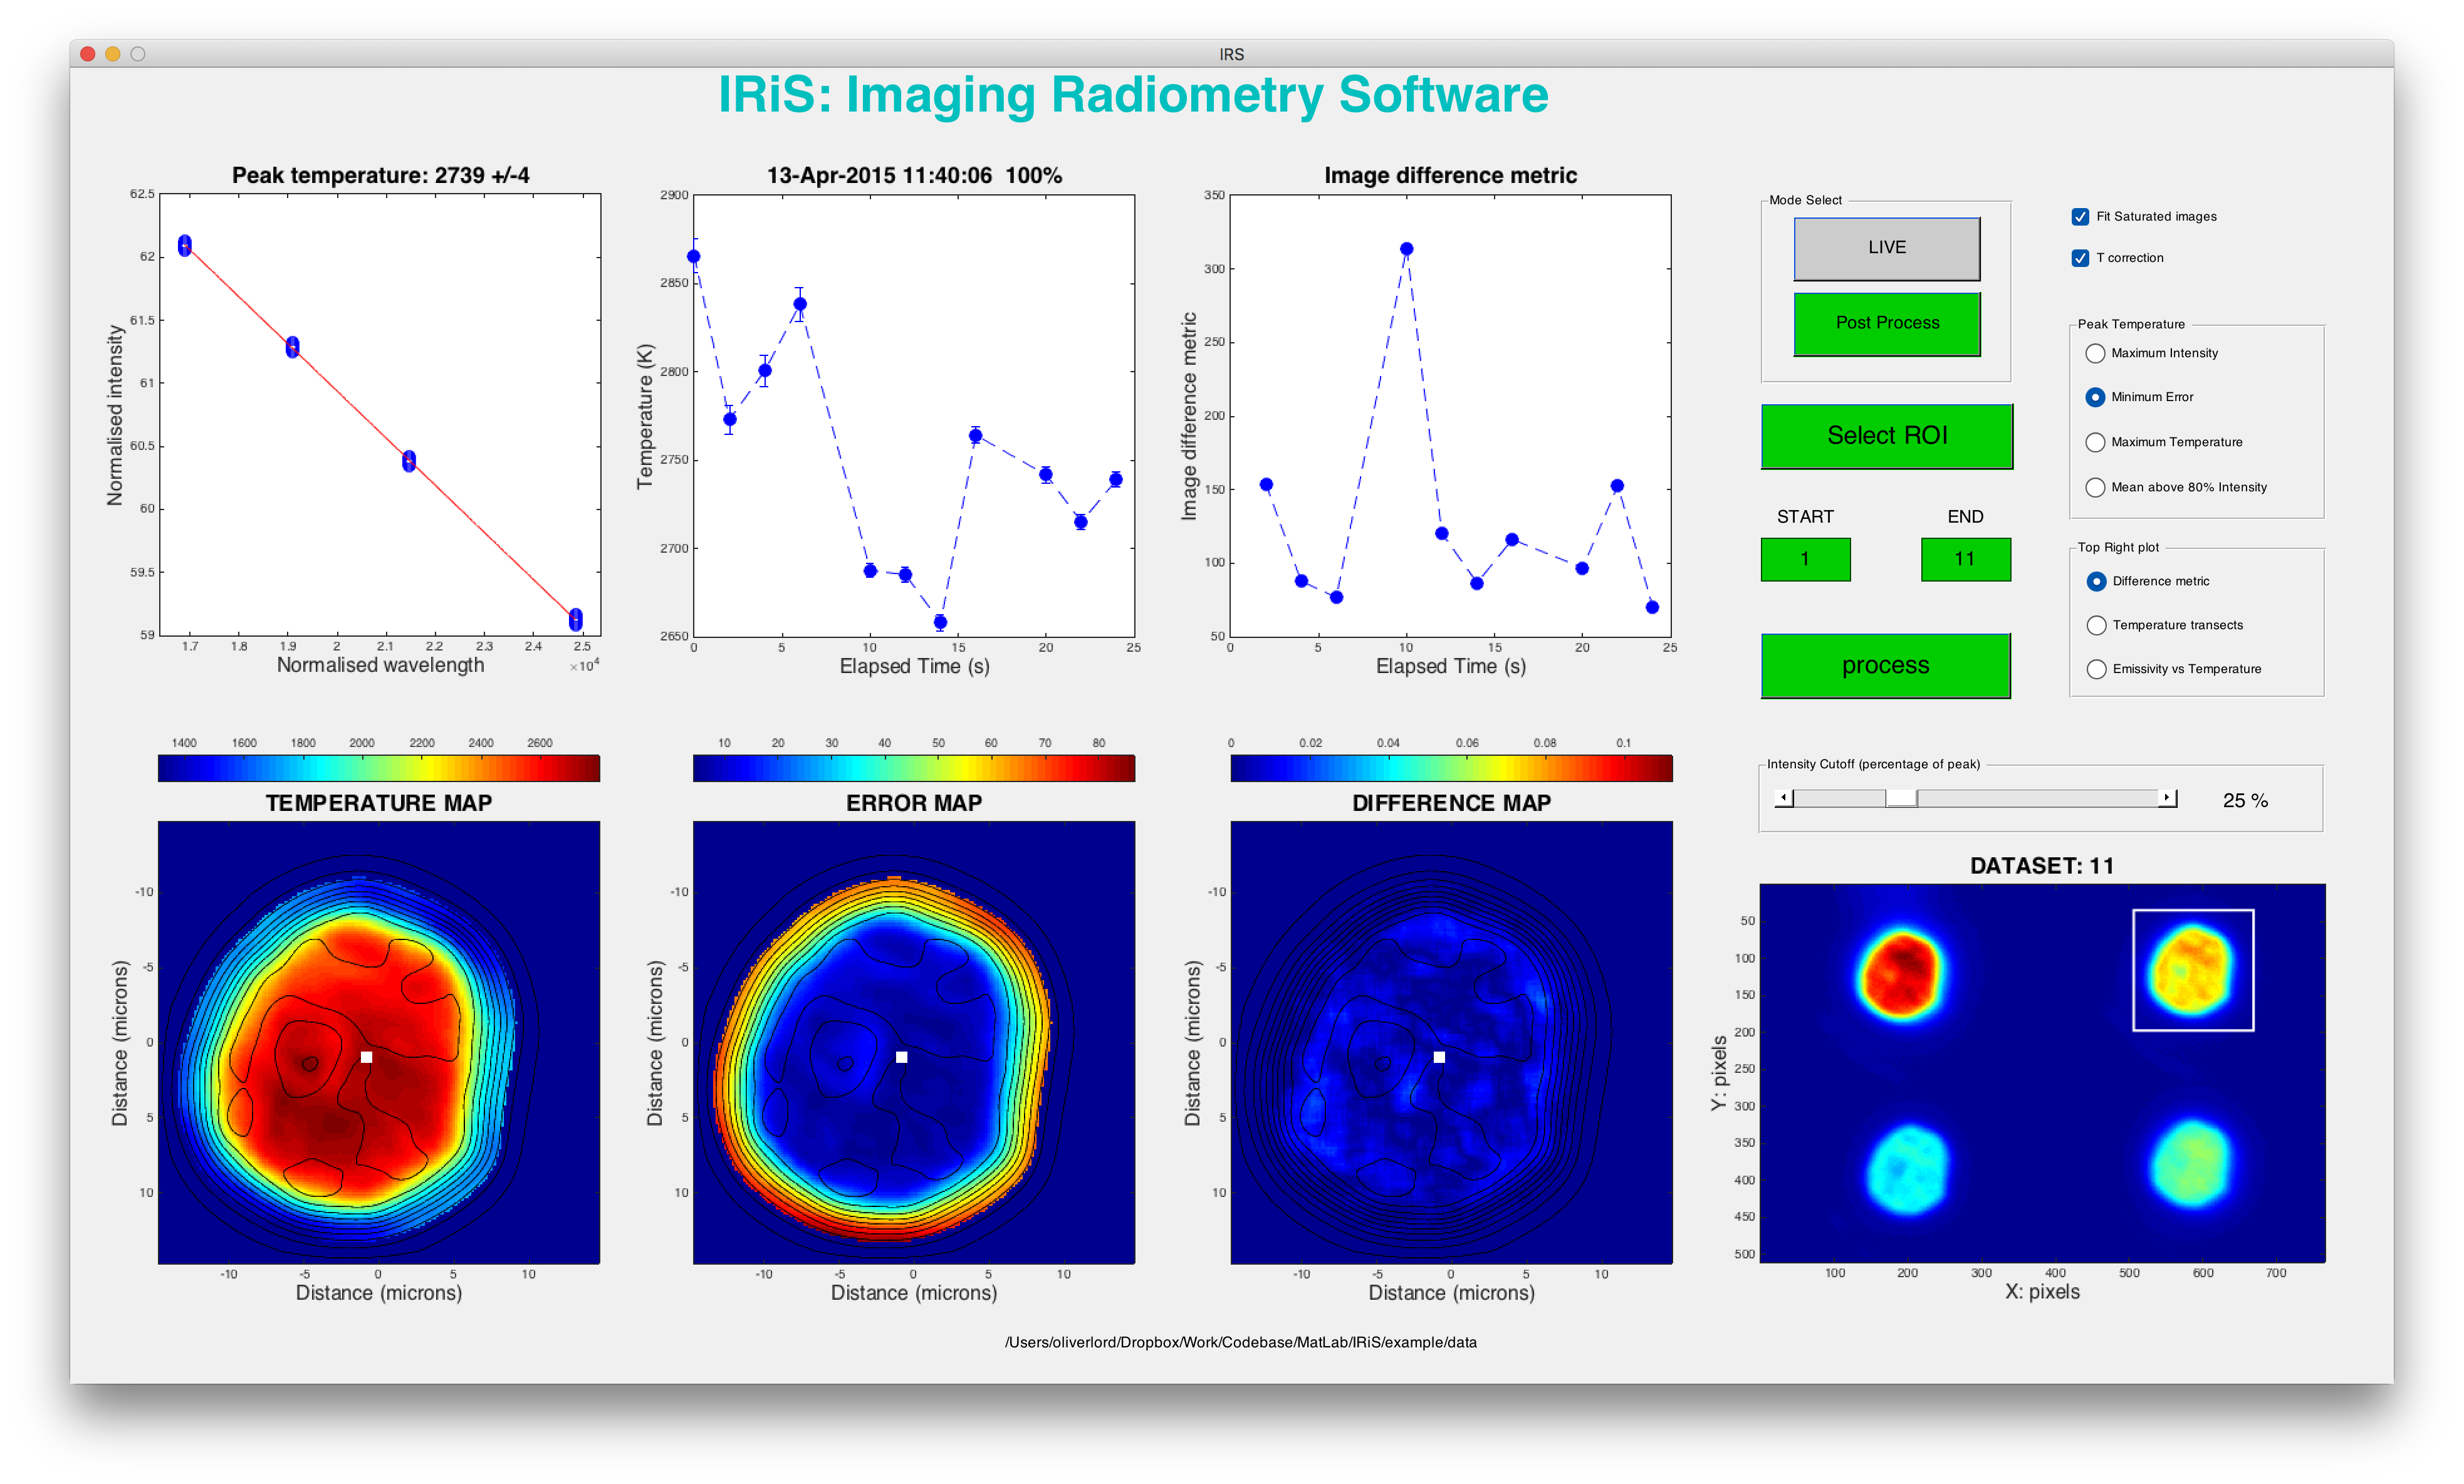 IRS
IRiS: Imaging Radiometry Software
Peak temperature: 2739 +/-4
62.5
62
61.5
61
60.5
60
59.5
59
Normalised intensity
1.7 1.8 1.9 2 2.1 2.2 2.3 2.4 2.5
×10⁴
Normalised wavelength
13-Apr-2015 11:40:06 100%
2900
2850
2800
2750
2700
2650
Temperature (K)
0 5 10 15 20 25
Elapsed Time (s)
Image difference metric
350
300
250
200
150
100
50
Image difference metric
0 5 10 15 20 25
Elapsed Time (s)
Mode Select
LIVE
Post Process
Select ROI
START END
1 11
process
Fit Saturated images
T correction
Peak Temperature
Maximum Intensity
Minimum Error
Maximum Temperature
Mean above 80% Intensity
Top Right plot
Difference metric
Temperature transects
Emissivity vs Temperature
1400 1600 1800 2000 2200 2400 2600
TEMPERATURE MAP
-10
-5
0
5
10
Distance (microns)
-10 -5 0 5 10
Distance (microns)
10 20 30 40 50 60 70 80
ERROR MAP
-10
-5
0
5
10
Distance (microns)
-10 -5 0 5 10
Distance (microns)
0 0.02 0.04 0.06 0.08 0.1
DIFFERENCE MAP
-10
-5
0
5
10
Distance (microns)
-10 -5 0 5 10
Distance (microns)
Intensity Cutoff (percentage of peak)
25 %
DATASET: 11
50
100
150
200
250
300
350
400
450
500
Y: pixels
100 200 300 400 500 600 700
X: pixels
/Users/oliverlord/Dropbox/Work/Codebase/MatLab/IRiS/example/data